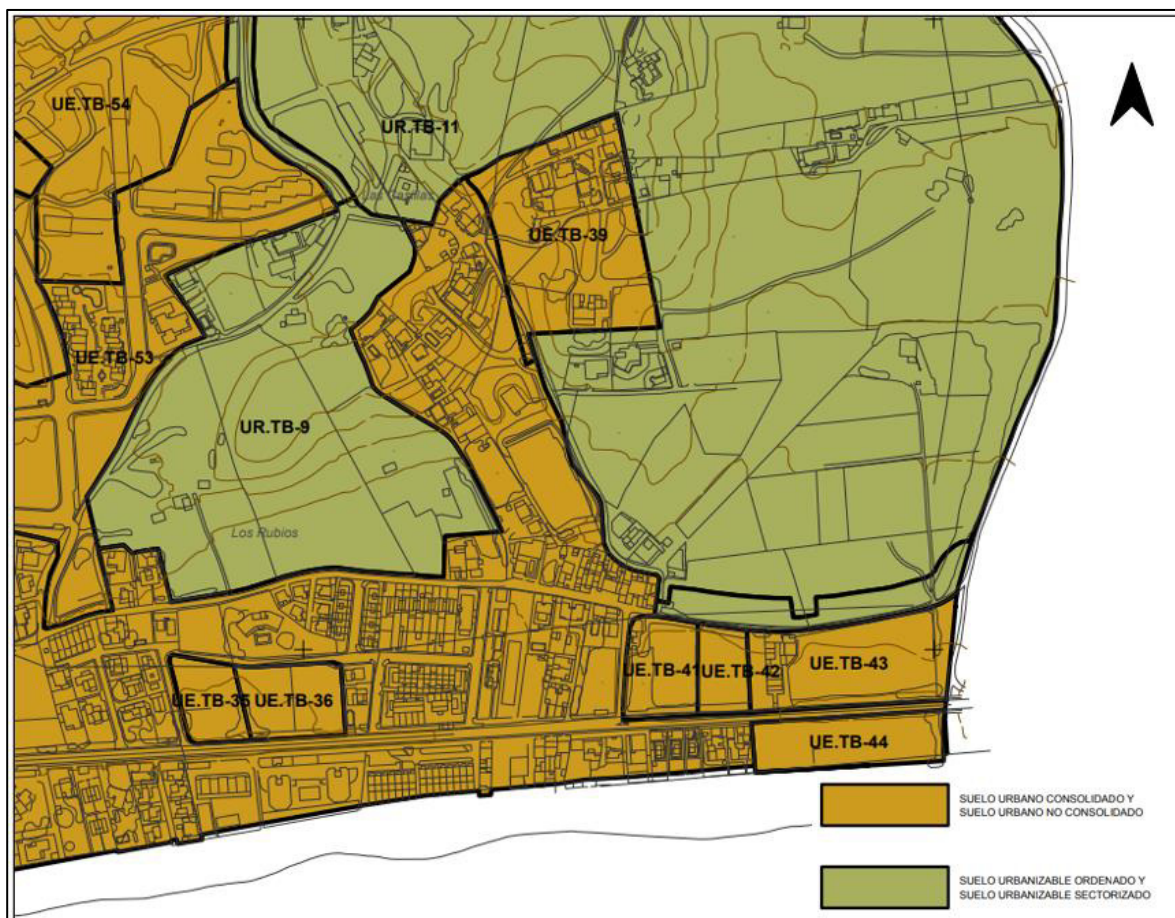 UE.TB-54
UR.TB-11
UE.TB-39
UE.TB-53
UR.TB-9
Los Rubios
UE.TB-41
UE.TB-42
UE.TB-43
UE.TB-35
UE.TB-36
UE.TB-44
SUELO URBANO CONSOLIDADO Y
SUELO URBANO NO CONSOLIDADO
SUELO URBANIZABLE ORDENADO Y
SUELO URBANIZABLE SECTORIZADO